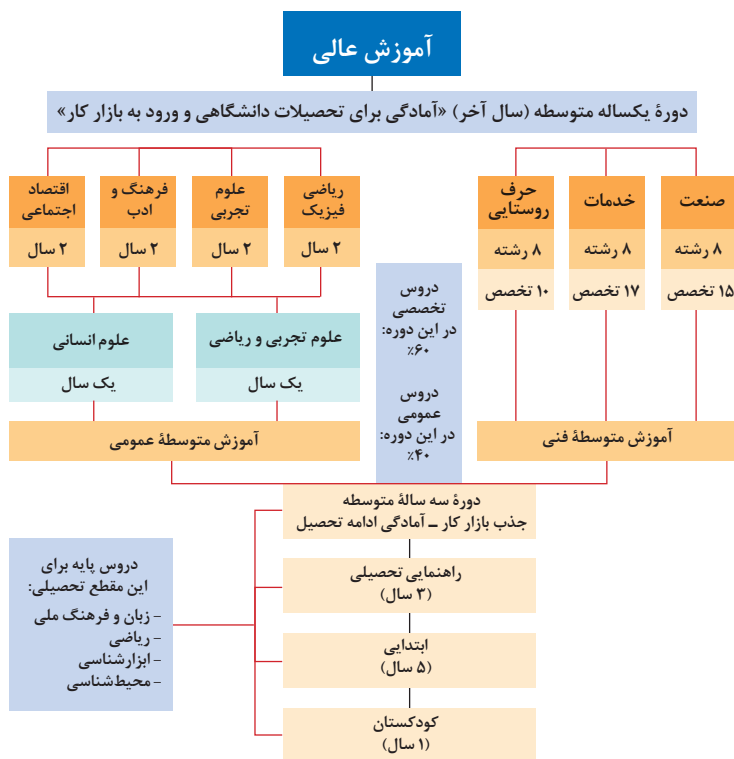 آموزش عالی
دورهٔ یکساله متوسطه (سال آخر) «آمادگی برای تحصیلات دانشگاهی و ورود به بازار کار»
صنعت
۸ رشته
۱۵ تخصص
خدمات
۸ رشته
۱۷ تخصص
حرف
روستایی
۸ رشته
۱۰ تخصص
ریاضی
فیزیک
۲ سال
علوم
تجربی
۲ سال
فرهنگ و
ادب
۲ سال
اقتصاد
اجتماعی
۲ سال
دروس
تخصصی
در این دوره:
۶۰٪
دروس
عمومی
در این دوره:
۴۰٪
علوم تجربی و ریاضی
یک سال
علوم انسانی
یک سال
آموزش متوسطهٔ فنی
آموزش متوسطهٔ عمومی
دورهٔ سه سالهٔ متوسطه
جذب بازار کار – آمادگی ادامه تحصیل
راهنمایی تحصیلی
(۳ سال)
ابتدایی
(۵ سال)
کودکستان
(۱ سال)
دروس پایه برای
این مقطع تحصیلی:
– زبان و فرهنگ ملی
– ریاضی
– ابزارشناسی
– محیط‌شناسی